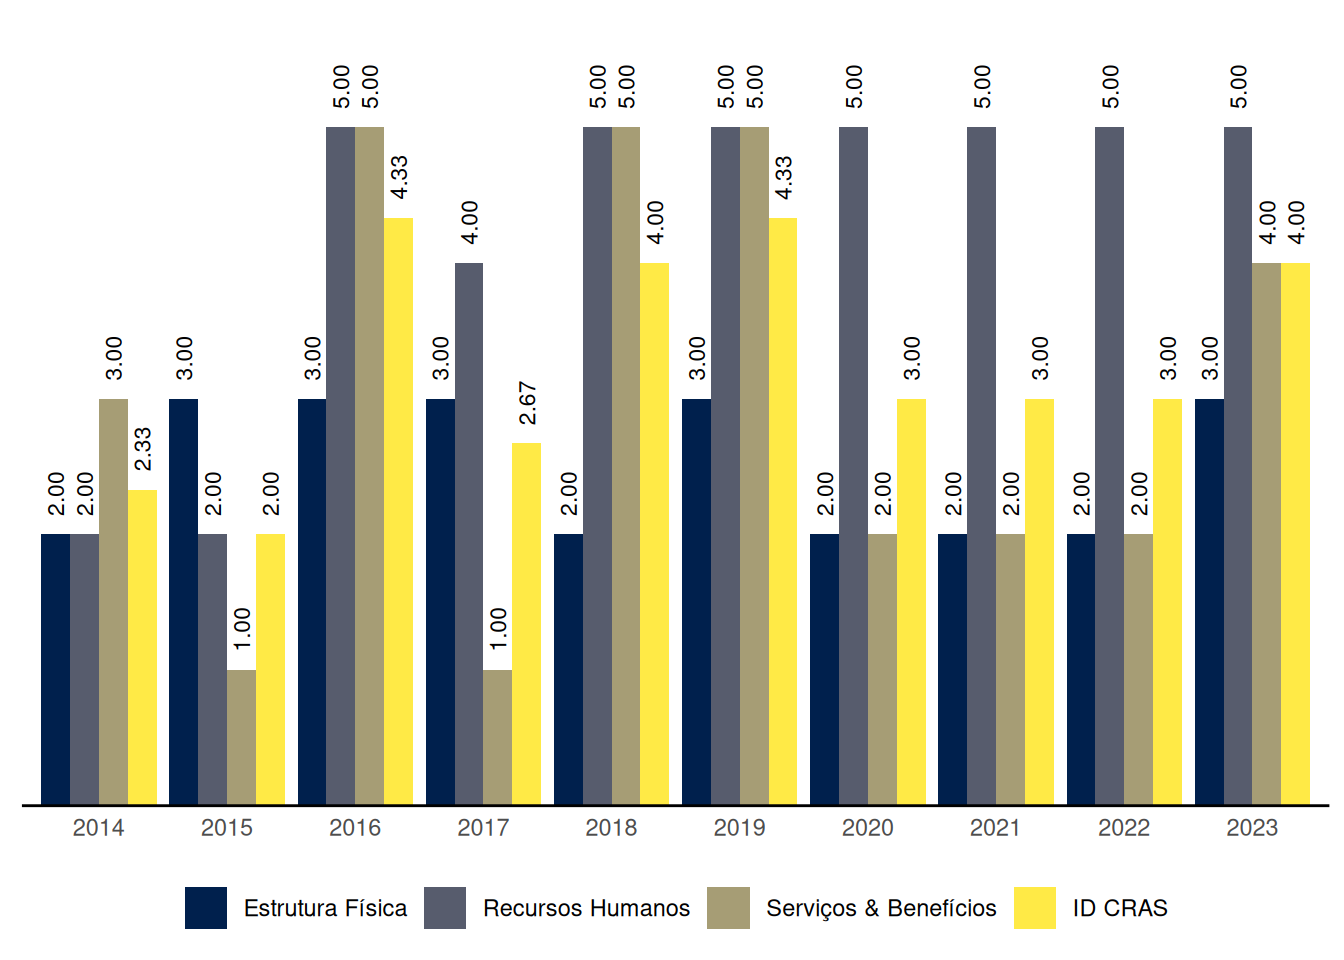 5.00 5.00 5.00 5.00 5.00 5.00 5.00 5.00 5.00 5.00
4.33 4.33
4.00 4.00 4.00 4.00
3.00 3.00 3.00 3.00 3.00 3.00 3.00 3.00 3.00
2.67
2.33
2.00 2.00 2.00 2.00 2.00 2.00 2.00 2.00 2.00 2.00 2.00
1.00 1.00
2014 2015 2016 2017 2018 2019 2020 2021 2022 2023
Estrutura Física Recursos Humanos Serviços & Benefícios ID CRAS